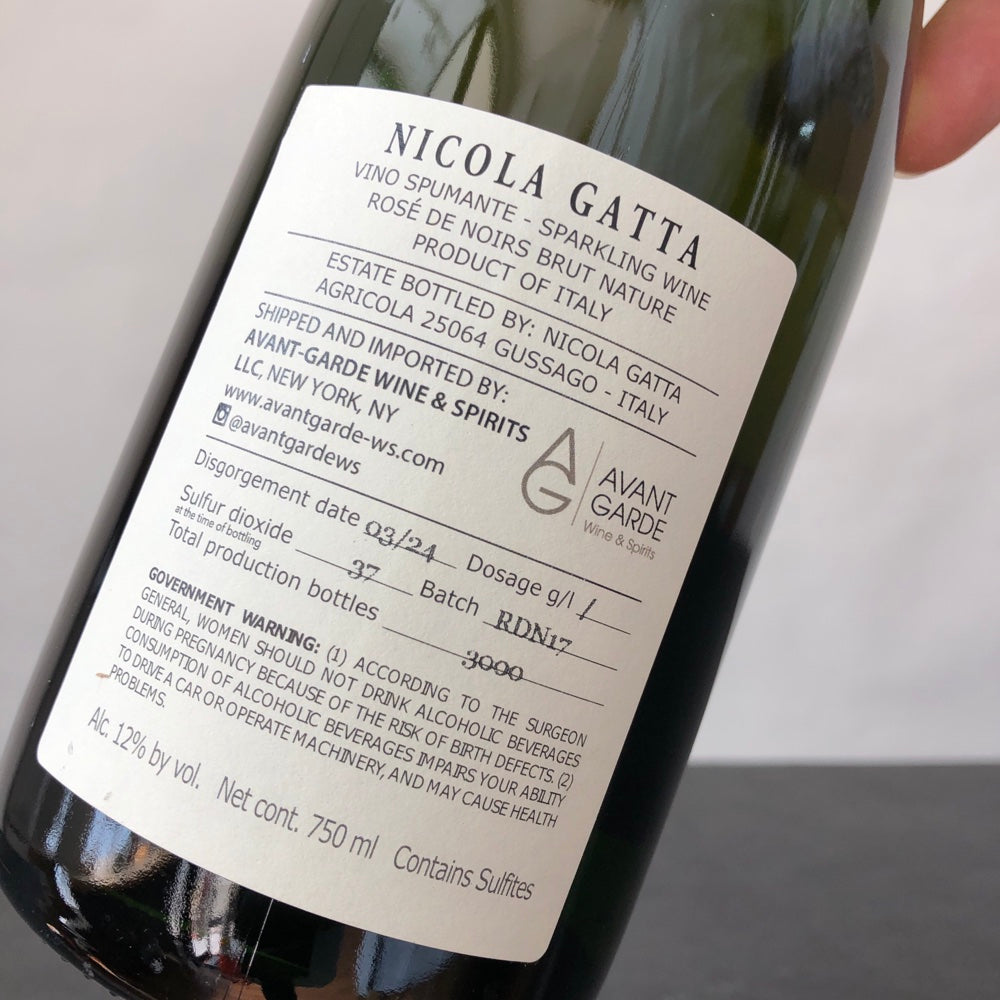 NICOLA GATTA
VINO SPUMANTE - SPARKLING WINE
ROSÉ DE NOIRS BRUT NATURE
PRODUCT OF ITALY
ESTATE BOTTLED BY: NICOLA GATTA
AGRICOLA 25064 GUSSAGO - ITALY
SHIPPED AND IMPORTED BY:
AVANT-GARDE WINE & SPIRITS
LLC, NEW YORK, NY
www.avantgarde-ws.com
@avantgardews
AG
AVANT
GARDE
Wine & Spirits
Disgorgement date 03/24 Dosage g/l /
Sulfur dioxide 37 Batch RDN17
at the time of bottling
Total production bottles 3000
GOVERNMENT WARNING: (1) ACCORDING TO THE SURGEON
GENERAL, WOMEN SHOULD NOT DRINK ALCOHOLIC BEVERAGES
DURING PREGNANCY BECAUSE OF THE RISK OF BIRTH DEFECTS. (2)
CONSUMPTION OF ALCOHOLIC BEVERAGES IMPAIRS YOUR ABILITY
TO DRIVE A CAR OR OPERATE MACHINERY, AND MAY CAUSE HEALTH
PROBLEMS.
Alc. 12% by vol. Net cont. 750 ml Contains Sulfites